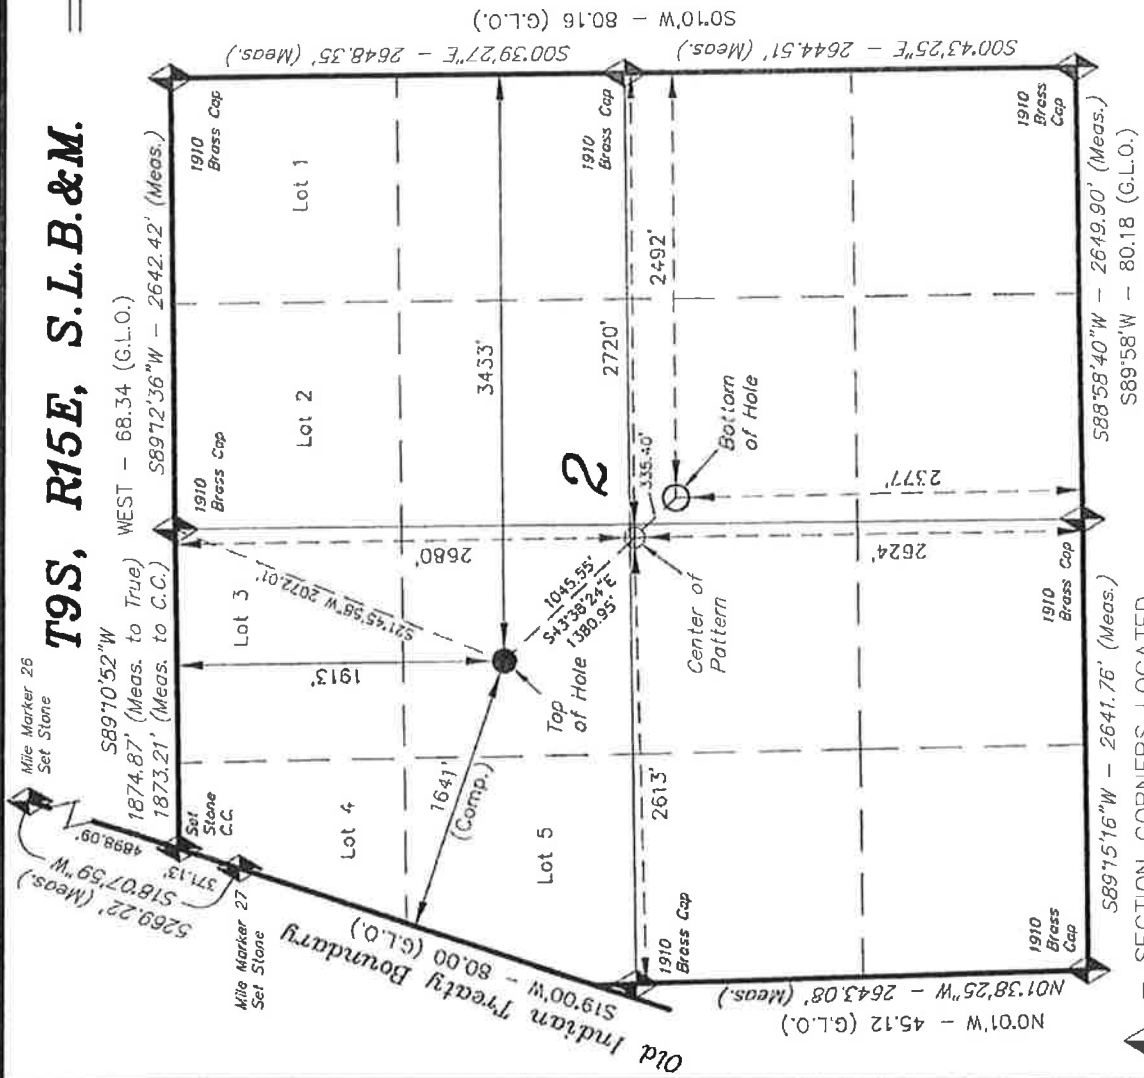 T9S, R15E, S.L.B.&M.
Mile Marker 26
Set Stone
S89°10'52"W
1874.87' (Meas. to True)
1873.21' (Meas. to C.C.)
WEST - 68.34 (G.L.O.)
S89°12'36"W - 2642.42' (Meas.)
S0°10'W - 80.16 (G.L.O.)
S00°39'27"E - 2648.35' (Meas.)
S00°43'25"E - 2644.51' (Meas.)
1910
Brass Cap
1910
Brass Cap
Set
Stone
C.C.
4898.09'
371.13'
S18°07'59"W
5269.22' (Meas.)
Mile Marker 27
Set Stone
Lot 1
Lot 2
Lot 3
Lot 4
Lot 5
3433'
1913'
S21°45'58"W 2072.01'
2680'
1641'
(Comp.)
Top
of Hole
1045.55'
S43°38'24"E
1380.95'
335.40'
2
2720'
2492'
1910
Brass Cap
Bottom
of Hole
Center of
Pattern
2613'
2624'
2377'
Old
Indian Treaty Boundary
S19°00'W - 80.00 (G.L.O.)
1910
Brass Cap
N01°38'25"W - 2643.08' (Meas.)
N0°01'W - 45.12 (G.L.O.)
1910
Brass
Cap
1910
Brass Cap
1910
Brass
Cap
S89°15'16"W - 2641.76' (Meas.)
S88°58'40"W - 2649.90' (Meas.)
S89°58'W - 80.18 (G.L.O.)
= SECTION CORNERS LOCATED